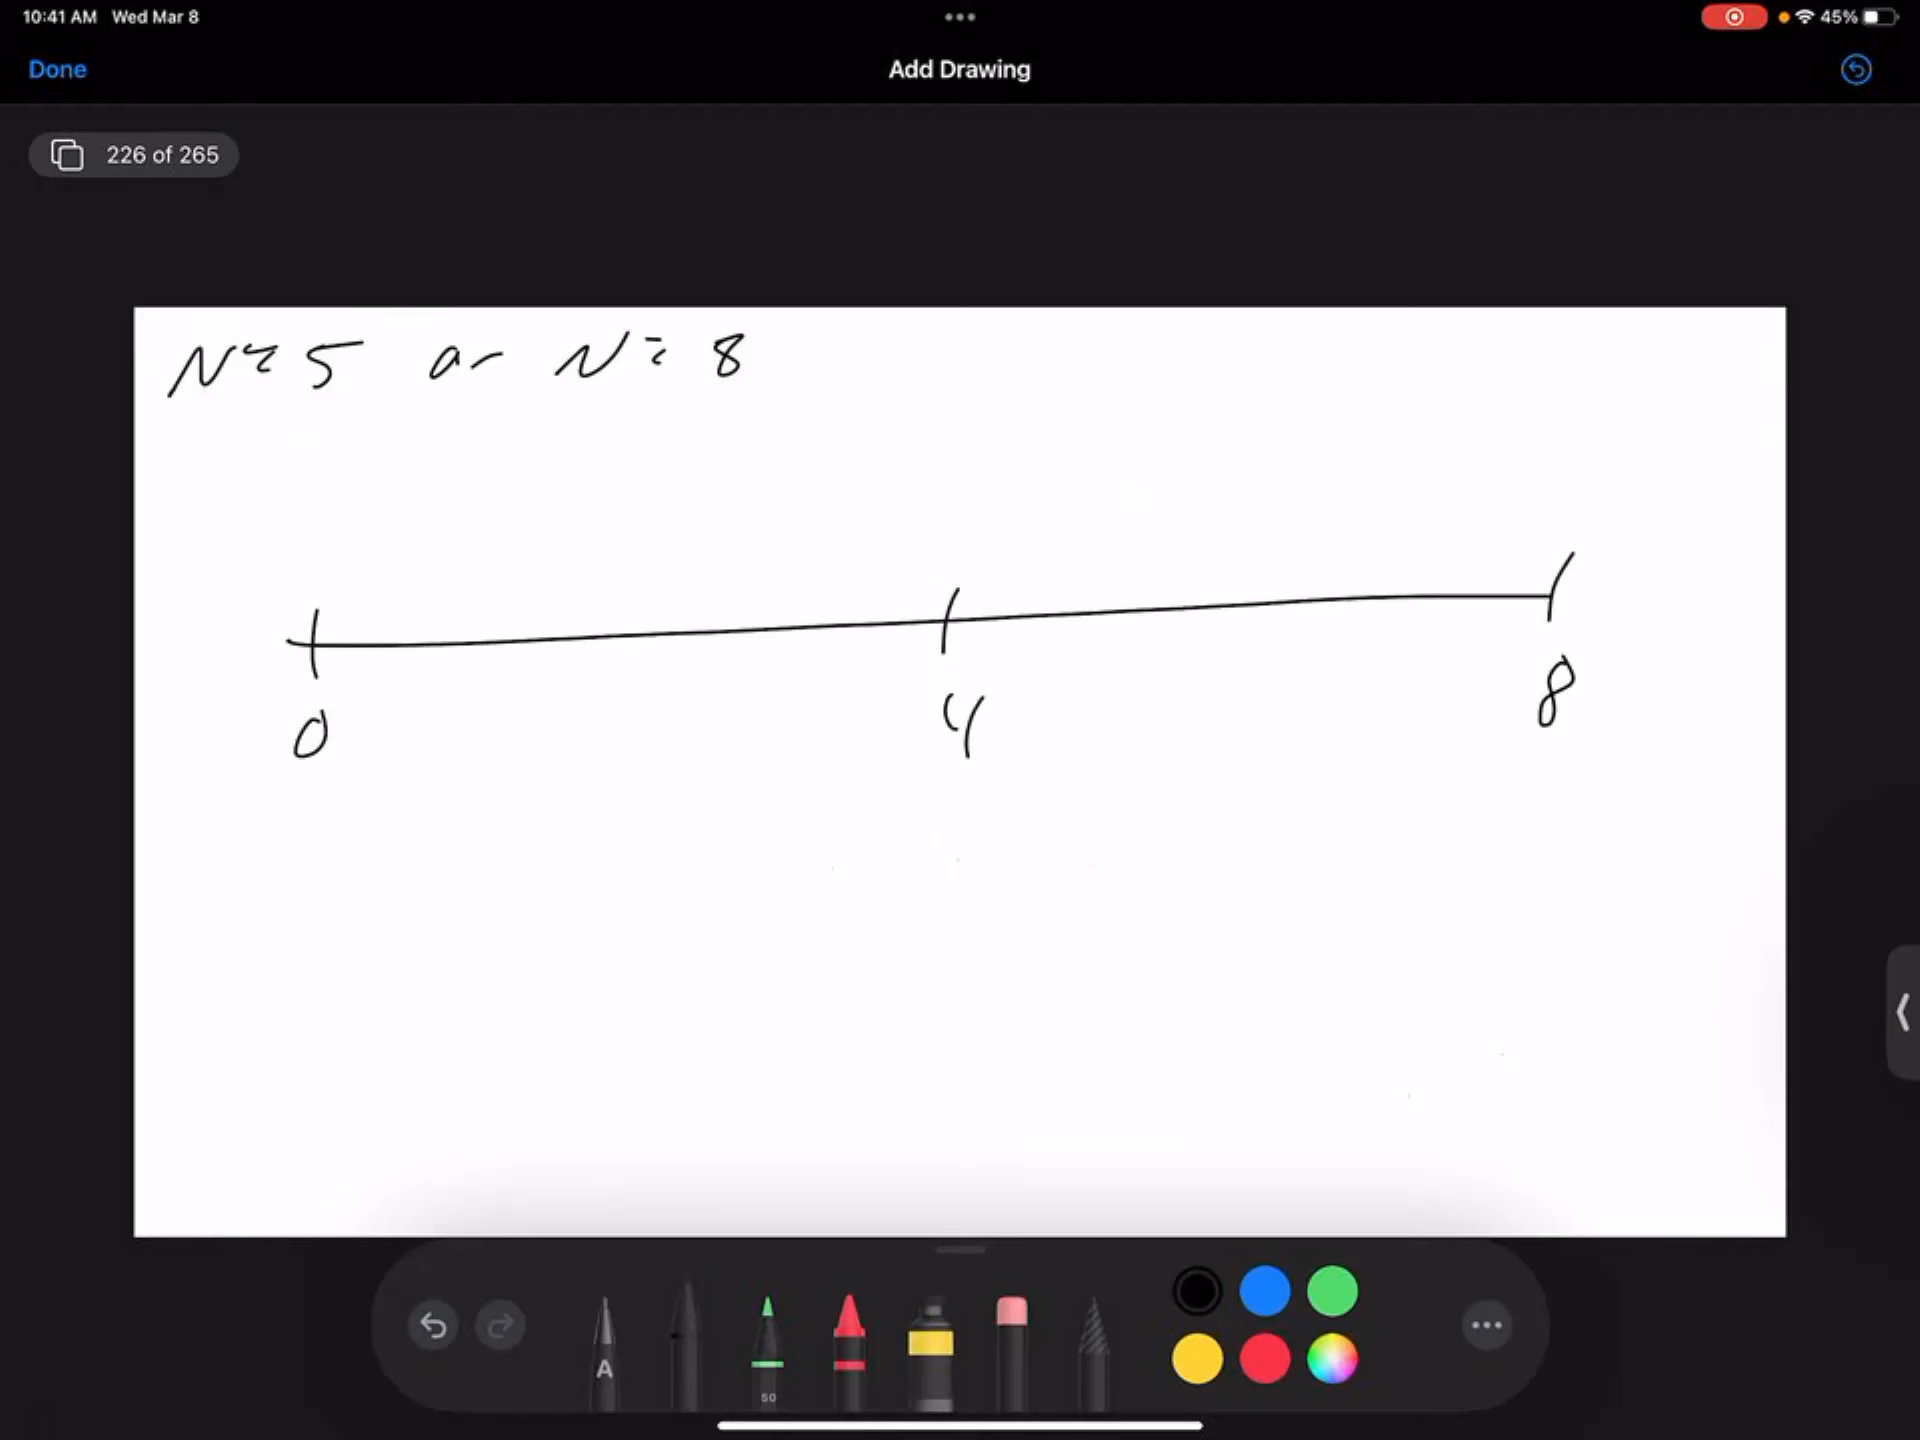 10:41 AM Wed Mar 8 45%
Done Add Drawing
226 of 265
N = 5 or N = 8
0 4 8
A 50